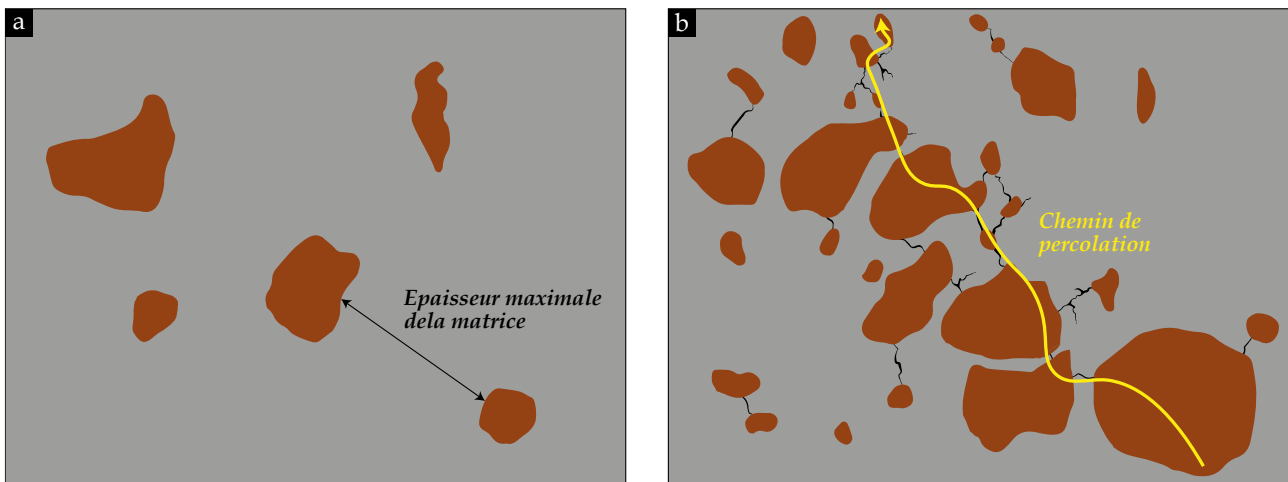 a
Epaisseur maximale
dela matrice
b
Chemin de
percolation